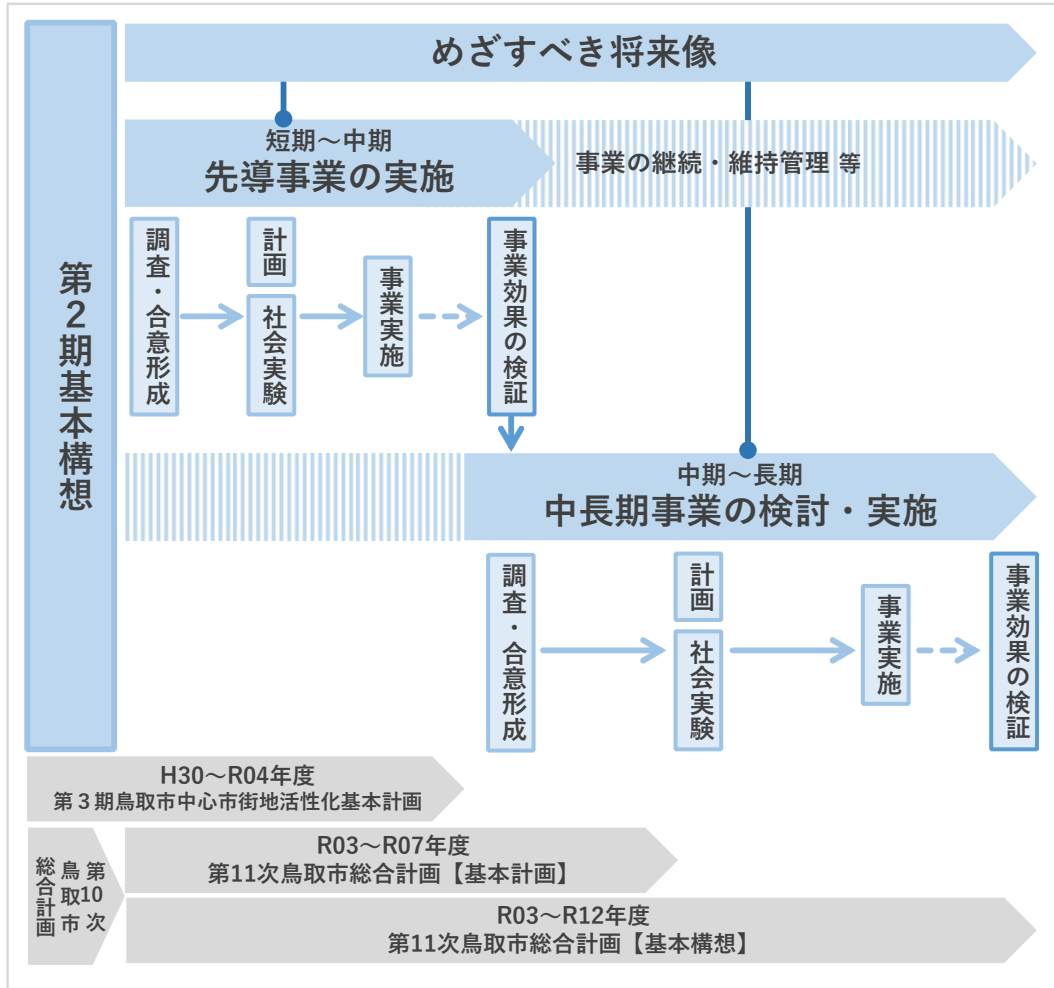 めざすべき将来像
第2期基本構想
短期～中期
先導事業の実施
事業の継続・維持管理 等
調査・合意形成
計画
社会実験
事業実施
事業効果の検証
中期～長期
中長期事業の検討・実施
調査・合意形成
計画
社会実験
事業実施
事業効果の検証
H30～R04年度
第３期鳥取市中心市街地活性化基本計画
第10次
鳥取市
総合計画
R03～R07年度
第11次鳥取市総合計画【基本計画】
R03～R12年度
第11次鳥取市総合計画【基本構想】